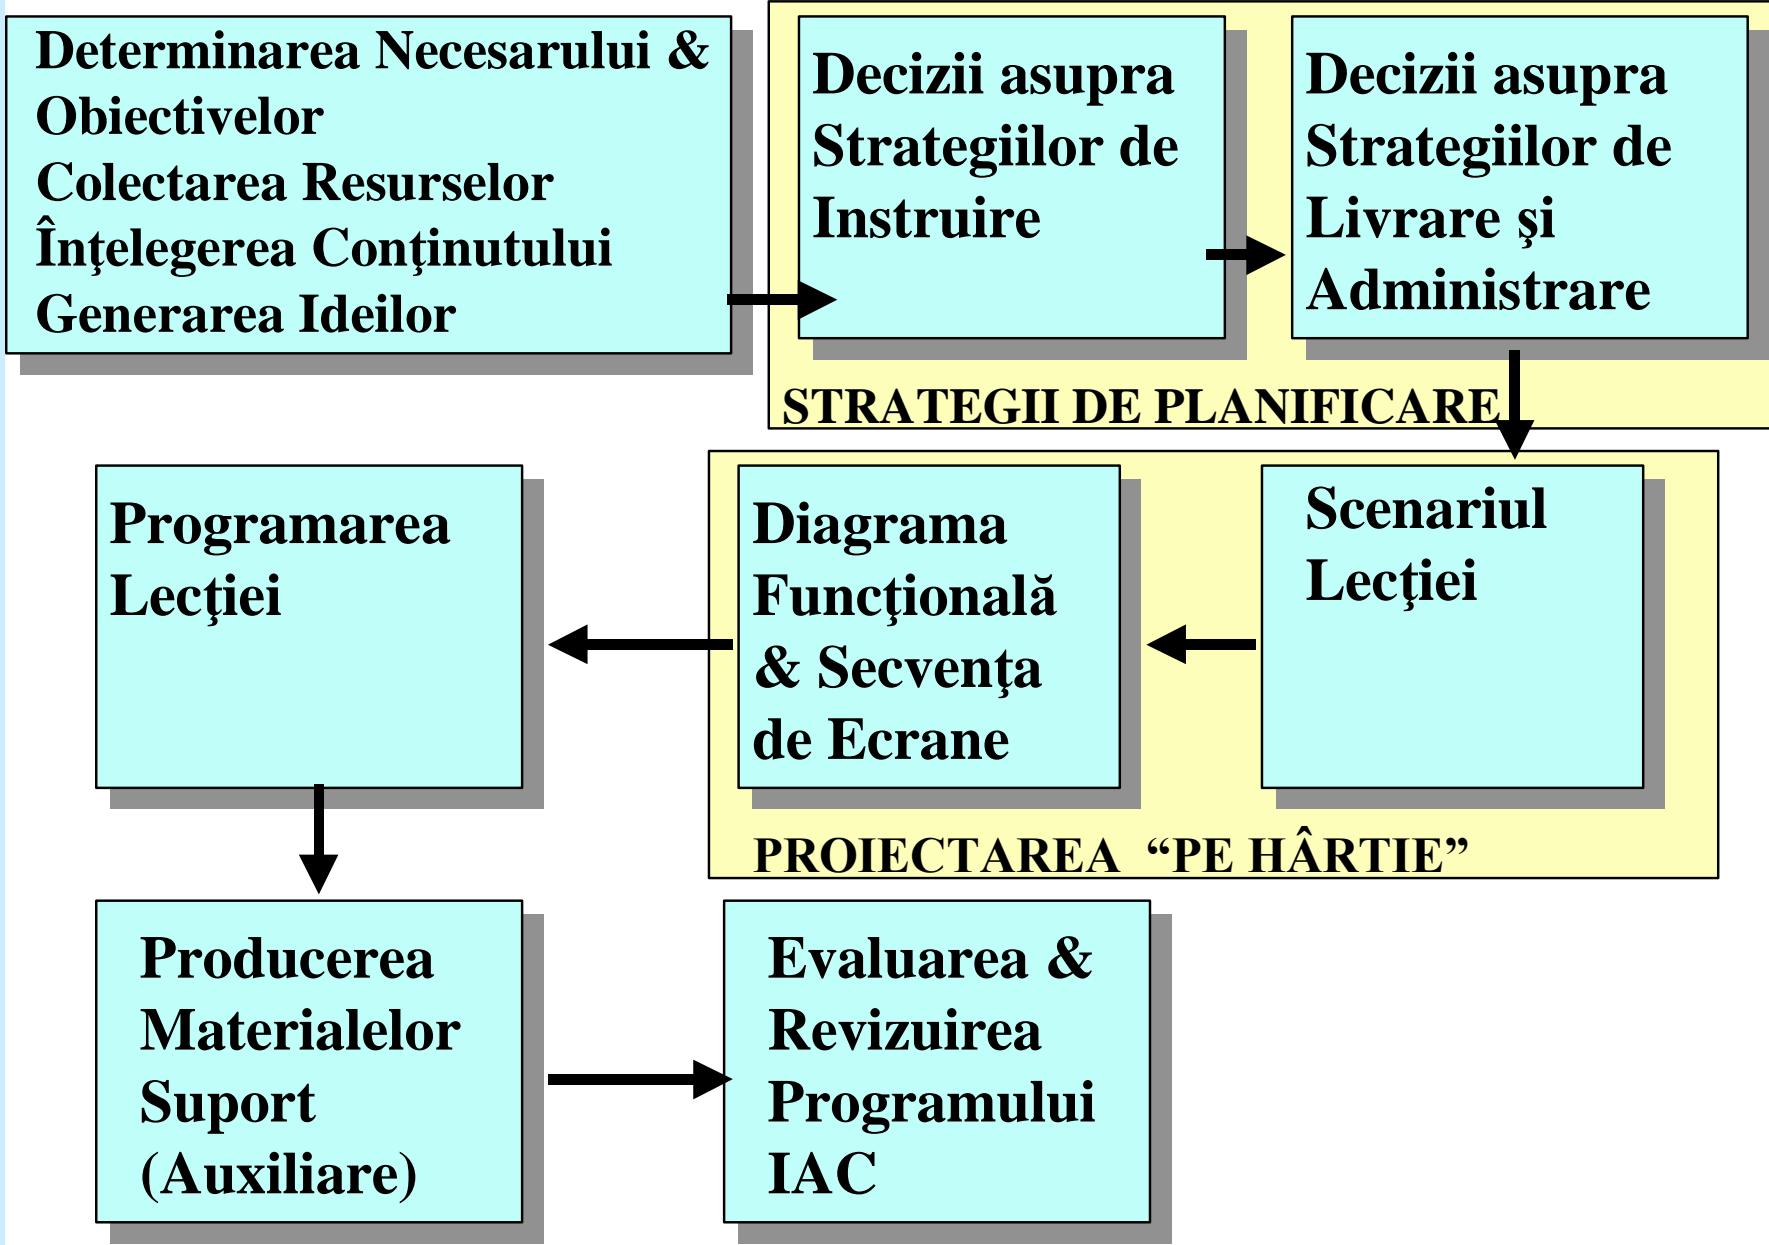 Determinarea Necesarului &
Obiectivelor
Colectarea Resurselor
Înţelegerea Conţinutului
Generarea Ideilor
Decizii asupra
Strategiilor de
Instruire
Decizii asupra
Strategiilor de
Livrare şi
Administrare
STRATEGII DE PLANIFICARE
Scenariul
Lecţiei
Diagrama
Funcţională
& Secvenţa
de Ecrane
PROIECTAREA “PE HÂRTIE”
Programarea
Lecţiei
Producerea
Materialelor
Suport
(Auxiliare)
Evaluarea &
Revizuirea
Programului
IAC